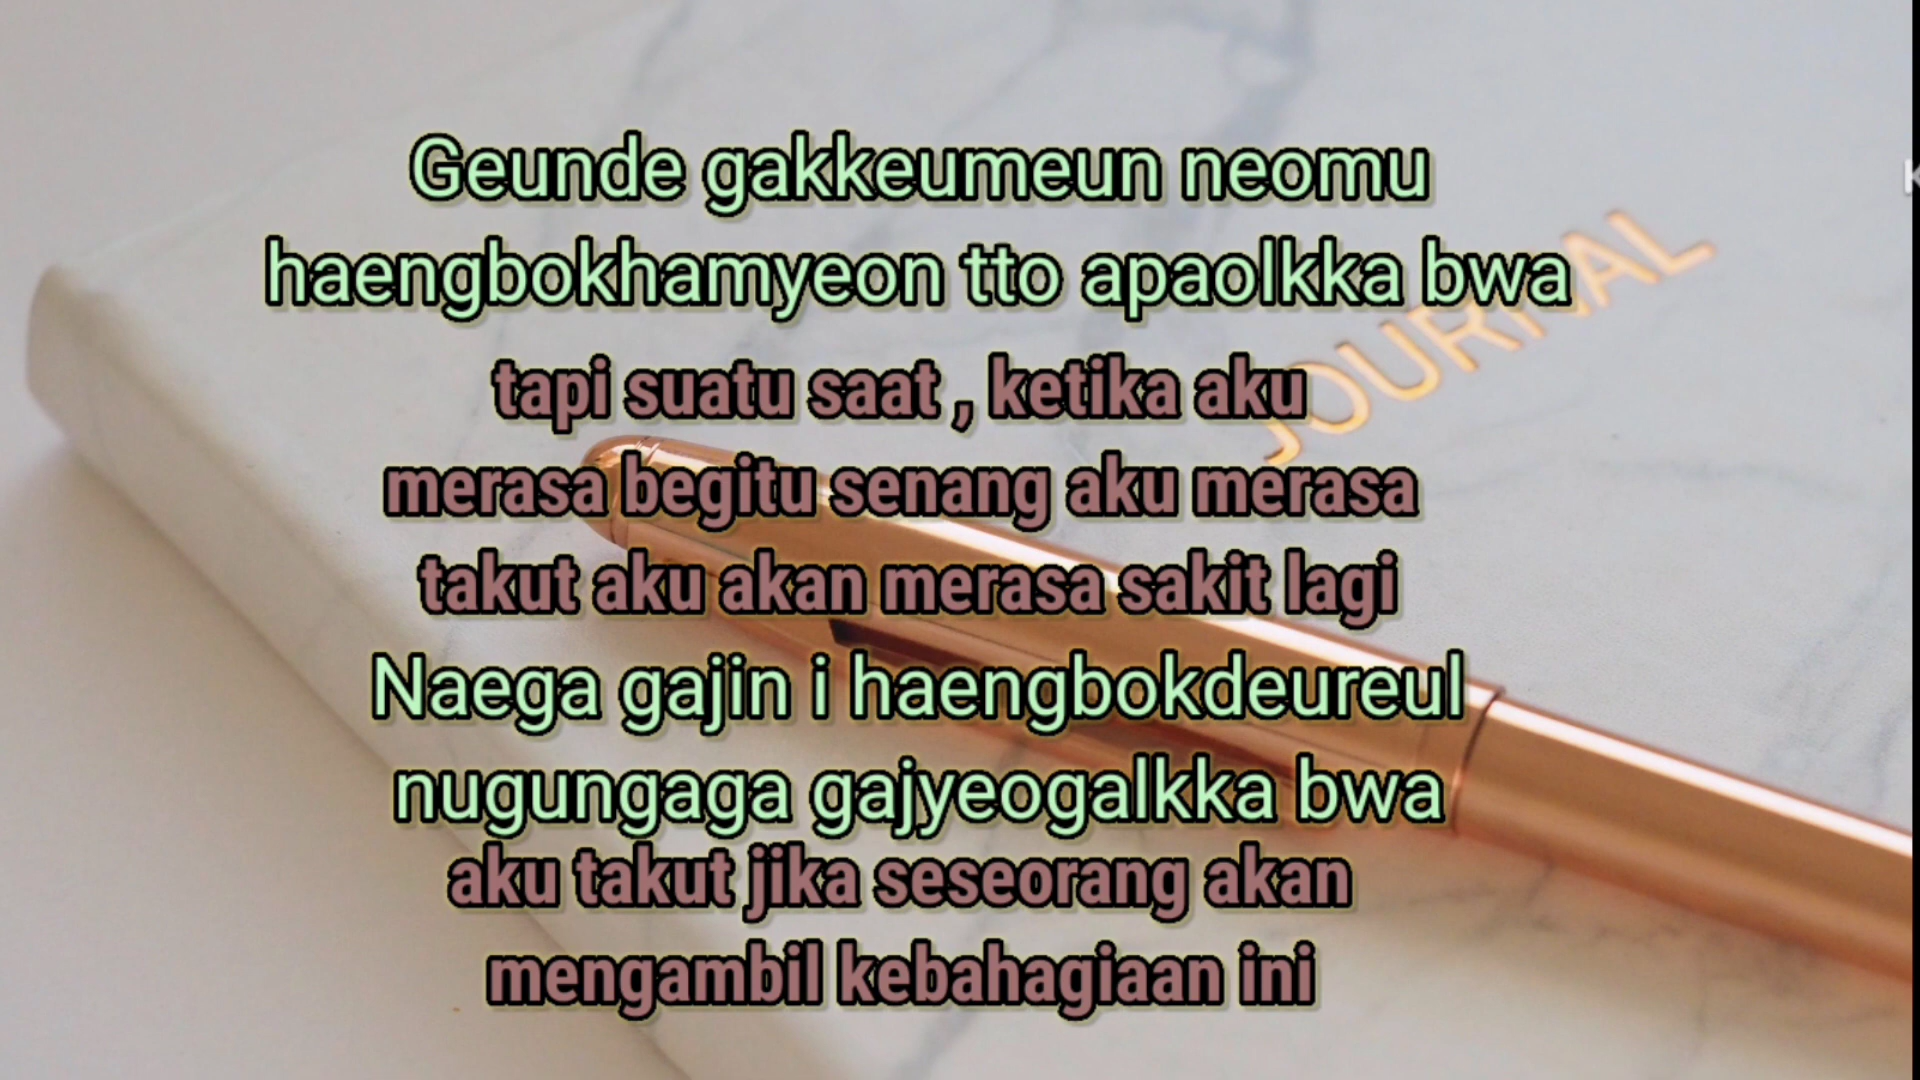 Geunde gakkeumeun neomu
haengbokhamyeon tto apaolkka bwa
tapi suatu saat , ketika aku
merasa begitu senang aku merasa
takut aku akan merasa sakit lagi
Naega gajin i haengbokdeureul
nugungaga gajyeogalkka bwa
aku takut jika seseorang akan
mengambil kebahagiaan ini
JOURNAL